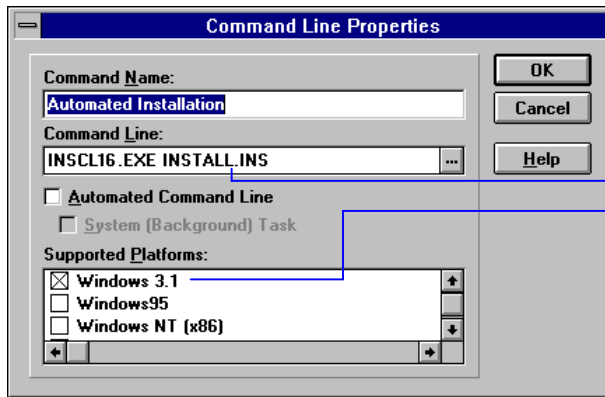 Command Line Properties
Command Name:
Automated Installation
Command Line:
INSCL16.EXE INSTALL.INS
...
Automated Command Line
System (Background) Task
Supported Platforms:
Windows 3.1
Windows95
Windows NT (x86)
OK
Cancel
Help